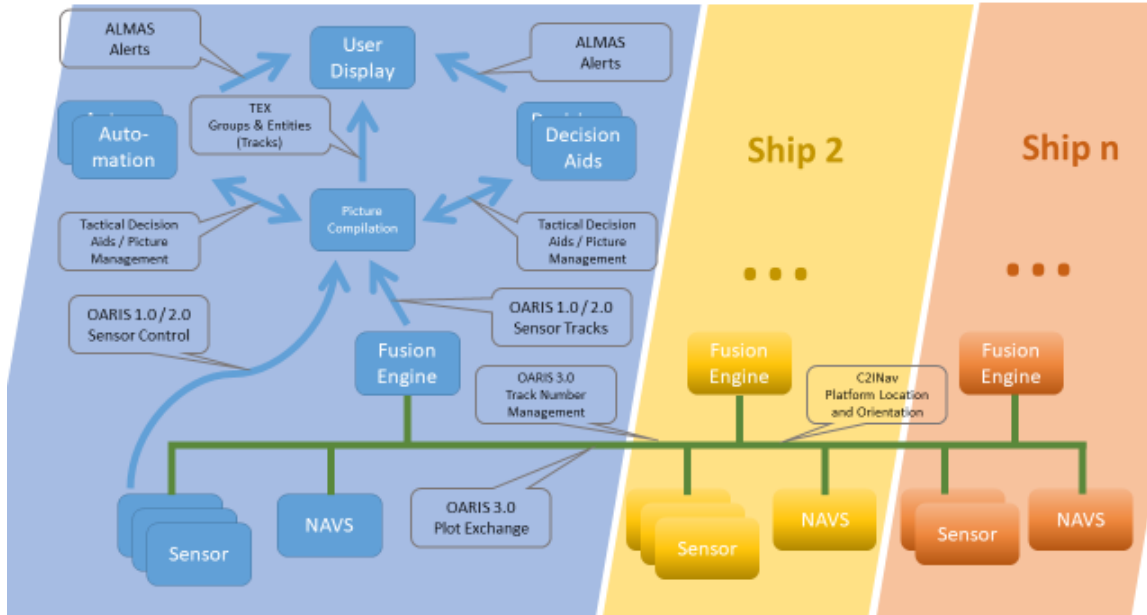 ALMAS
Alerts
User
Display
ALMAS
Alerts
TEX
Groups & Entities
(Tracks)
Auto-
mation
Decision
Aids
Ship 2
Ship n
Picture
Compilation
Tactical Decision
Aids / Picture
Management
Tactical Decision
Aids / Picture
Management
...
...
OARIS 1.0 / 2.0
Sensor Control
OARIS 1.0 / 2.0
Sensor Tracks
Fusion
Engine
Fusion
Engine
Fusion
Engine
OARIS 3.0
Track Number
Management
C2INav
Platform Location
and Orientation
Sensor
NAVS
OARIS 3.0
Plot Exchange
Sensor
NAVS
Sensor
NAVS